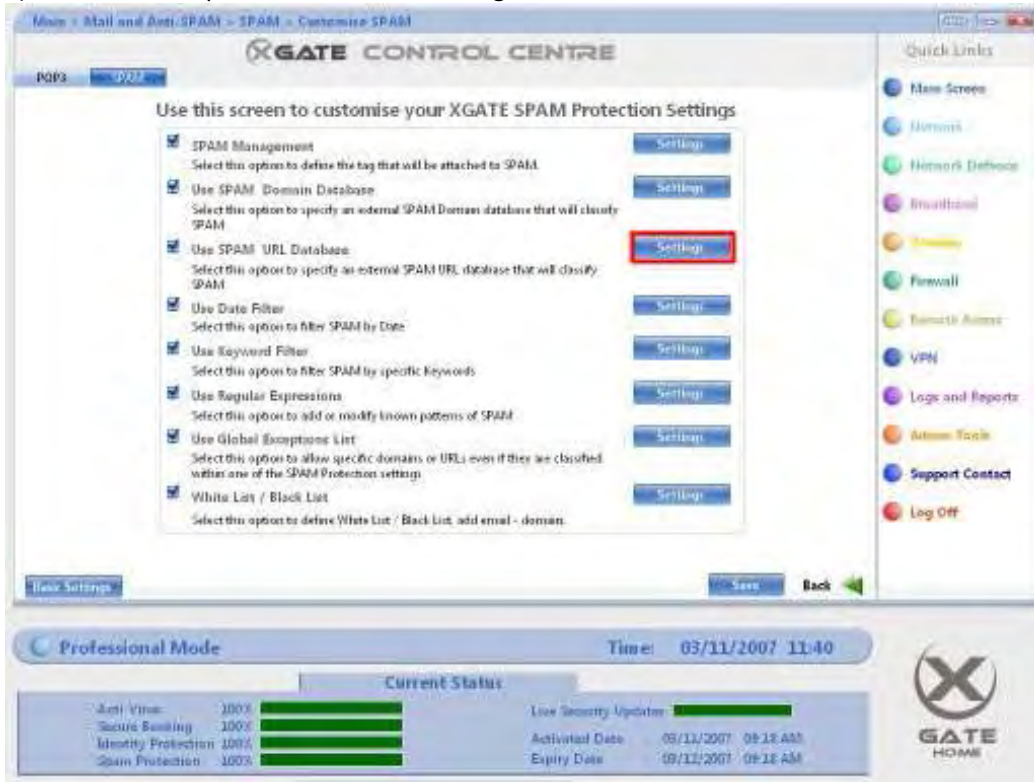 Main > Mail and Anti-SPAM > SPAM > Customise SPAM
XGATE CONTROL CENTRE
POP3 SPAM
Use this screen to customise your XGATE SPAM Protection Settings
SPAM Management Settings
Select this option to define the tag that will be attached to SPAM.
Use SPAM Domain Database Settings
Select this option to specify an external SPAM Domain database that will classify
SPAM
Use SPAM URL Database Settings
Select this option to specify an external SPAM URL database that will classify
SPAM
Use Date Filter Settings
Select this option to filter SPAM by Date
Use Keyword Filter Settings
Select this option to filter SPAM by specific Keywords
Use Regular Expressions Settings
Select this option to add or modify known patterns of SPAM
Use Global Exceptions List Settings
Select this option to allow specific domains or URLs even if they are classified
within one of the SPAM Protection settings
White List / Black List Settings
Select this option to define White List / Black List, add email - domain.
Basic Settings Save Back
Quick Links
Main Screen
Network Defence
Broadband
Firewall
Remote Access
VPN
Logs and Reports
Admin Tools
Support Contact
Log Off
Professional Mode Time: 03/11/2007 11:40
Current Status
Anti Virus 100%
Secure Banking 100%
Identity Protection 100%
Spam Protection 100%
Live Security Updates
Activated Date 09:18 AM
Expiry Date 09:18 AM
X
GATE
HOME